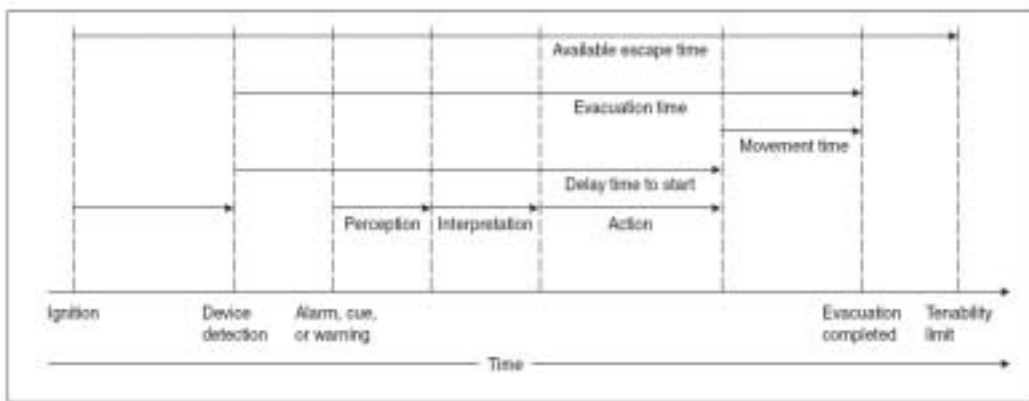 Available escape time
Evacuation time
Movement time
Delay time to start
Perception Interpretation Action
Ignition Device detection Alarm, cue, or warning Evacuation completed Tenability limit
Time